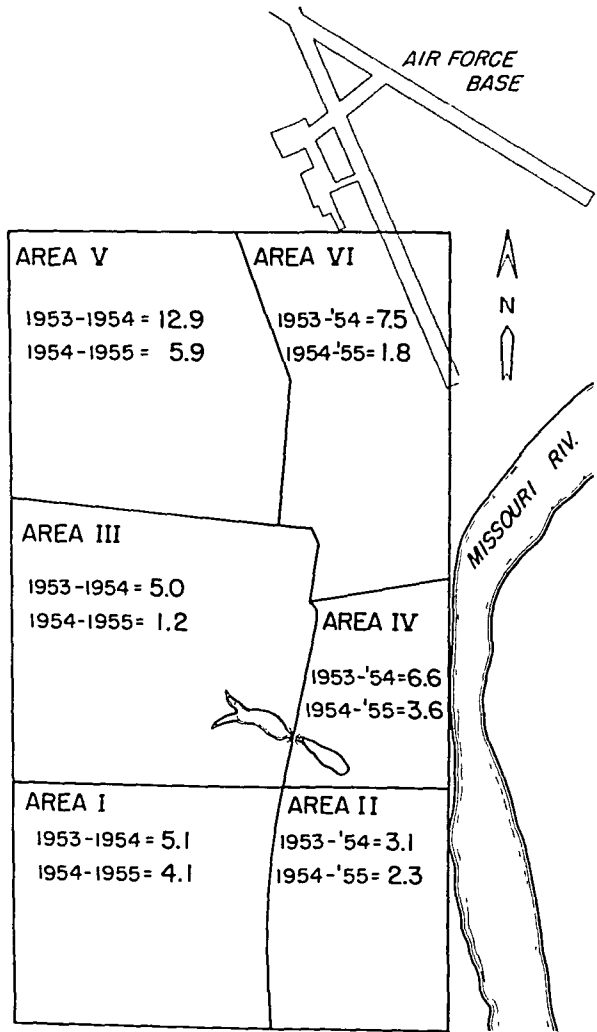 AIR FORCE
BASE
AREA V
1953-1954 = 12.9
1954-1955 = 5.9
AREA VI
1953-'54=7.5
1954-'55=1.8
N
MISSOURI RIV.
AREA III
1953-1954 = 5.0
1954-1955 = 1.2
AREA IV
1953-'54=6.6
1954-'55=3.6
AREA I
1953-1954 = 5.1
1954-1955 = 4.1
AREA II
1953-'54=3.1
1954-'55=2.3